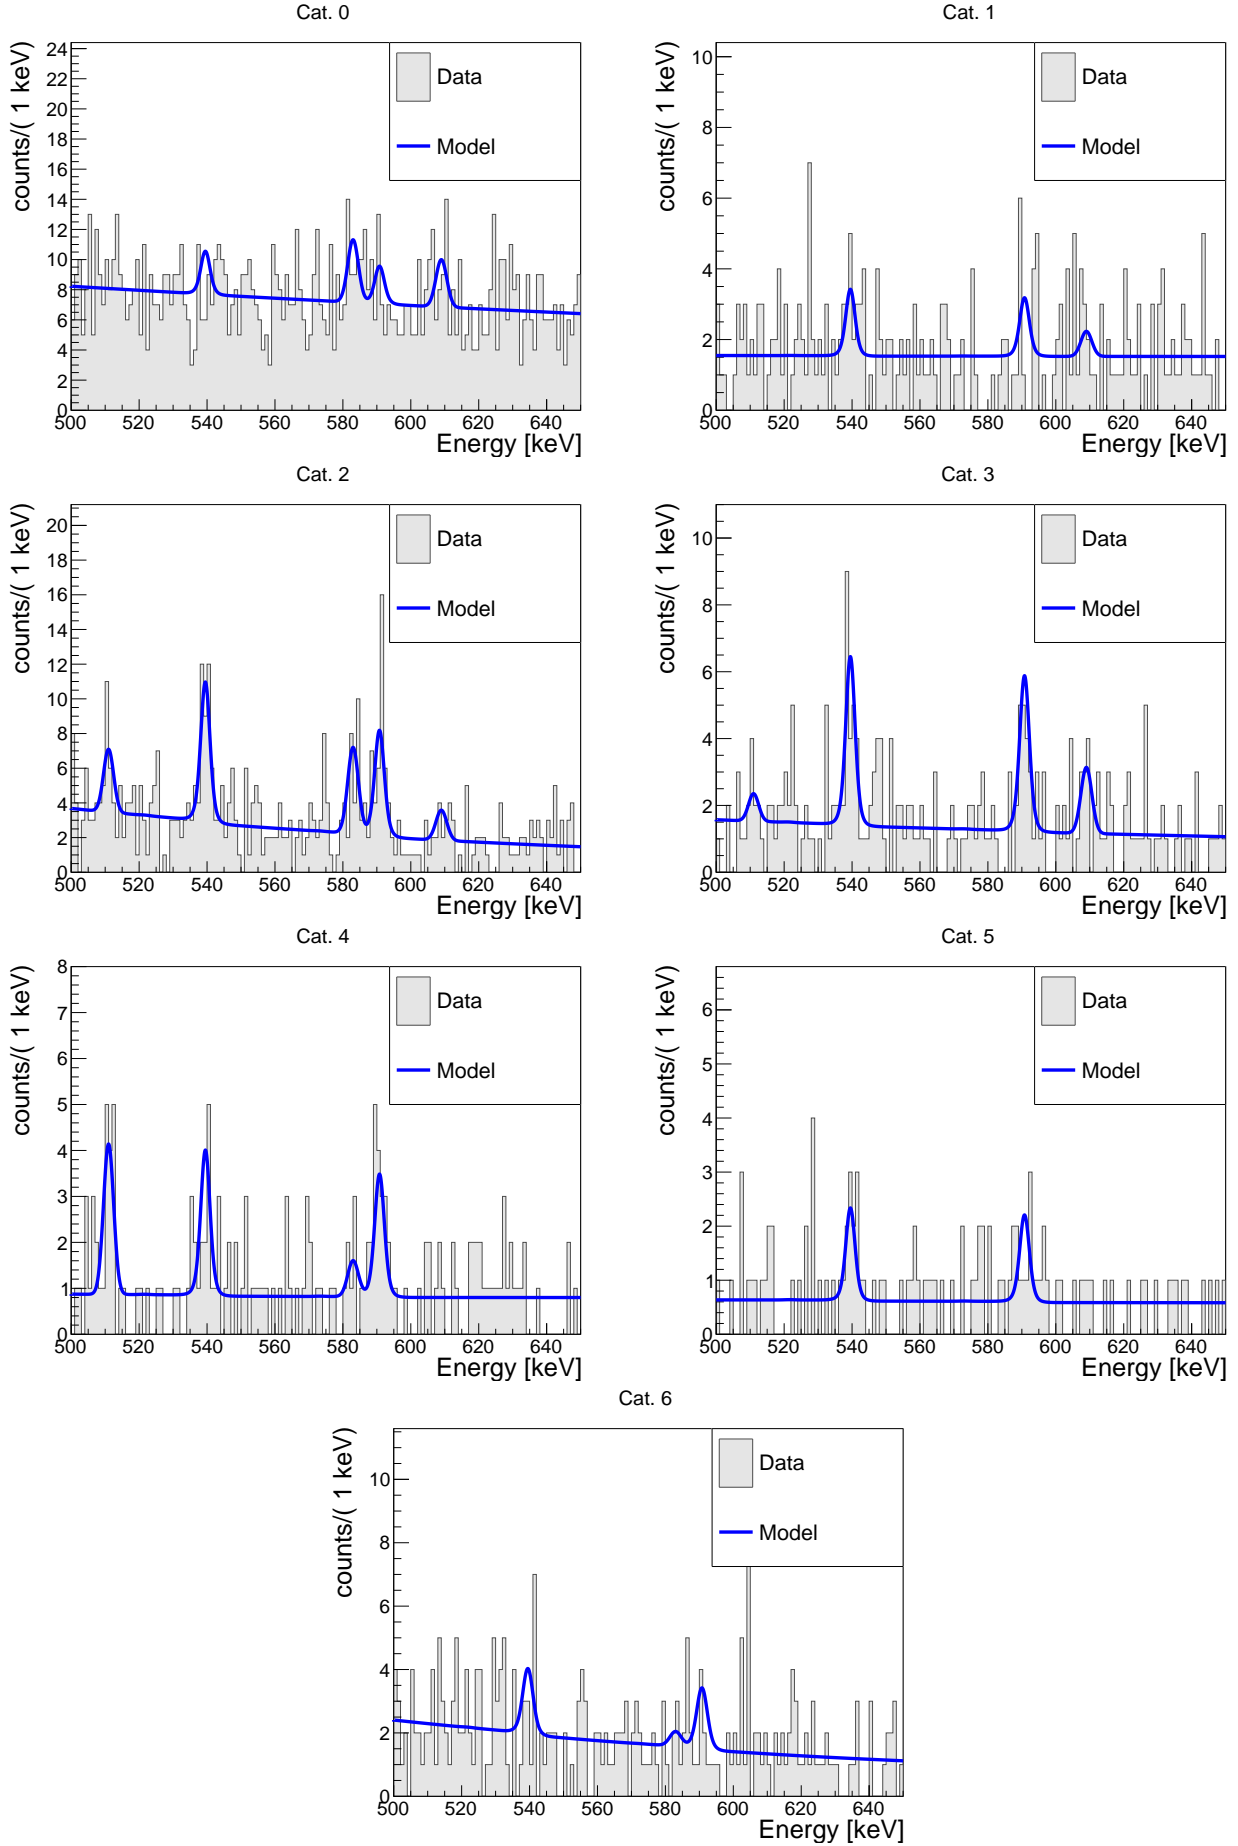 Cat. 0
counts/( 1 keV)
24
22
20
18
16
14
12
10
8
6
4
2
0
Data
Model
500 520 540 560 580 600 620 640
Energy [keV]
Cat. 1
counts/( 1 keV)
10
8
6
4
2
0
Data
Model
500 520 540 560 580 600 620 640
Energy [keV]
Cat. 2
counts/( 1 keV)
20
18
16
14
12
10
8
6
4
2
0
Data
Model
500 520 540 560 580 600 620 640
Energy [keV]
Cat. 3
counts/( 1 keV)
10
8
6
4
2
0
Data
Model
500 520 540 560 580 600 620 640
Energy [keV]
Cat. 4
counts/( 1 keV)
8
7
6
5
4
3
2
1
0
Data
Model
500 520 540 560 580 600 620 640
Energy [keV]
Cat. 5
counts/( 1 keV)
6
5
4
3
2
1
0
Data
Model
500 520 540 560 580 600 620 640
Energy [keV]
Cat. 6
counts/( 1 keV)
10
8
6
4
2
0
Data
Model
500 520 540 560 580 600 620 640
Energy [keV]